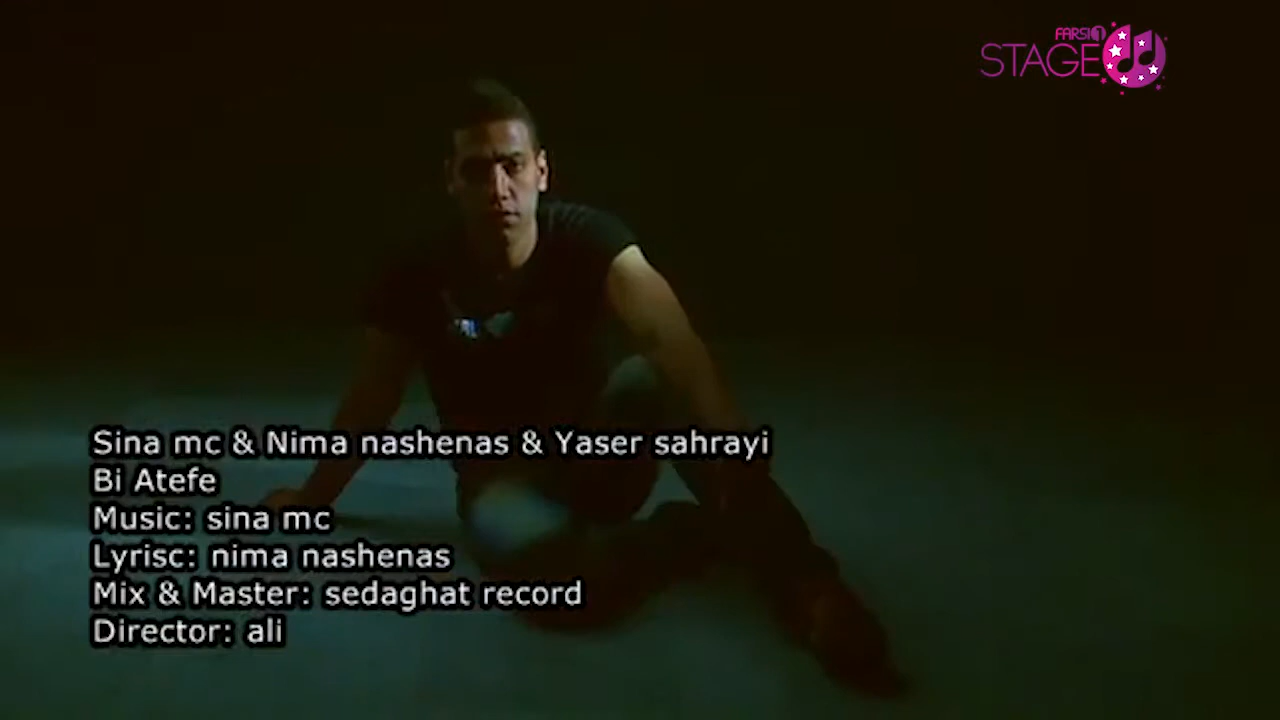 FARSI1
STAGE
Sina mc & Nima nashenas & Yaser sahrayi
Bi Atefe
Music: sina mc
Lyrisc: nima nashenas
Mix & Master: sedaghat record
Director: ali